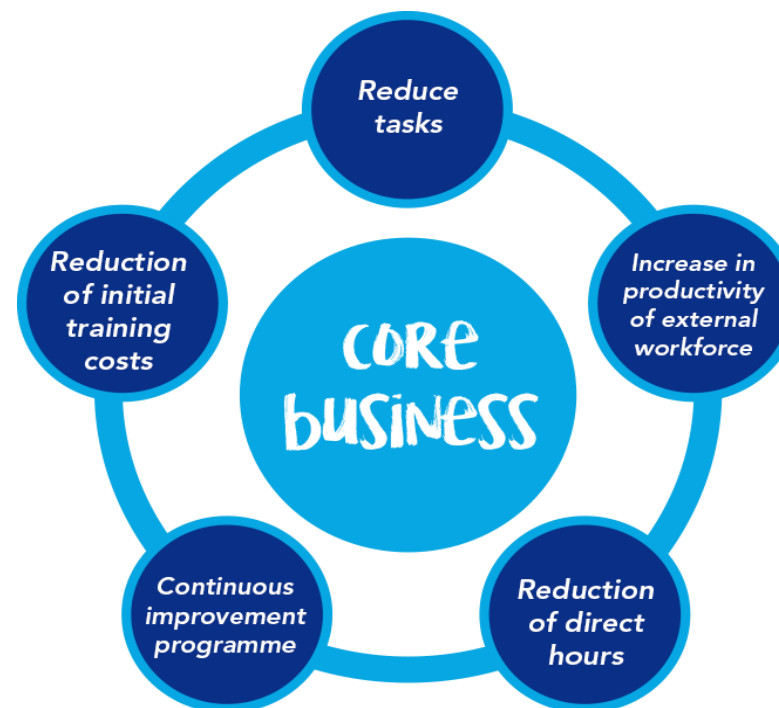 Reduce
tasks
Increase in
productivity
of external
workforce
Reduction
of direct
hours
Continuous
improvement
programme
Reduction
of initial
training
costs
CORE
BUSINESS